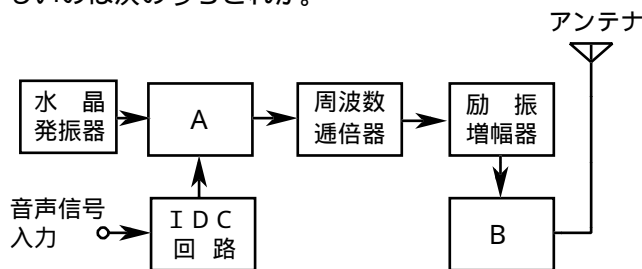 しいのは次のうちどれか。
アンテナ
水 晶
発振器
A
周波数
逓倍器
励 振
増幅器
音声信号
入力
ＩＤＣ
回 路
B